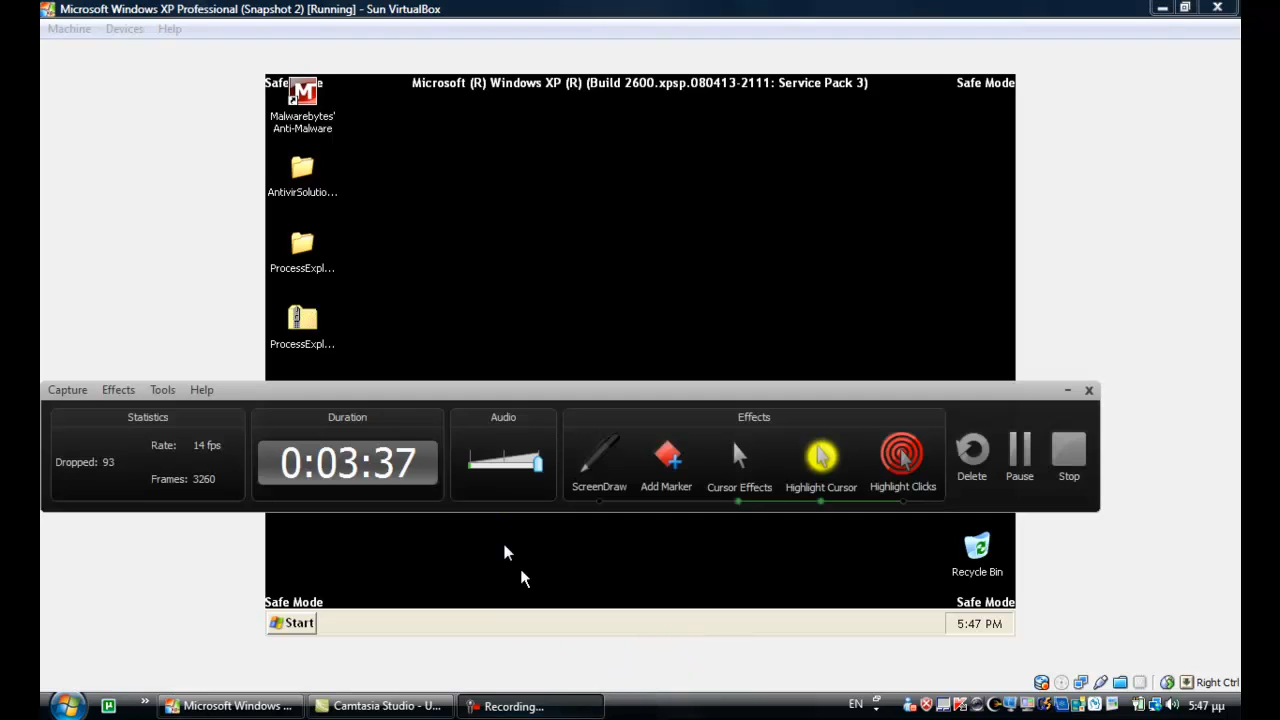 Microsoft Windows XP Professional (Snapshot 2) [Running] - Sun VirtualBox
Machine Devices Help
Safe e Microsoft (R) Windows XP (R) (Build 2600.xpsp.080413-2111: Service Pack 3) Safe Mode
Malwarebytes'
Anti-Malware
AntivirSolutio...
ProcessExpl...
ProcessExpl...
Capture Effects Tools Help
Statistics Duration Audio Effects
Rate: 14 fps
Dropped: 93
Frames: 3260
0:03:37
ScreenDraw Add Marker Cursor Effects Highlight Cursor Highlight Clicks
Delete Pause Stop
Recycle Bin
Safe Mode Safe Mode
Start 5:47 PM
Right Ctrl
Microsoft Windows ... Camtasia Studio - U... Recording... EN 5:47 μμ